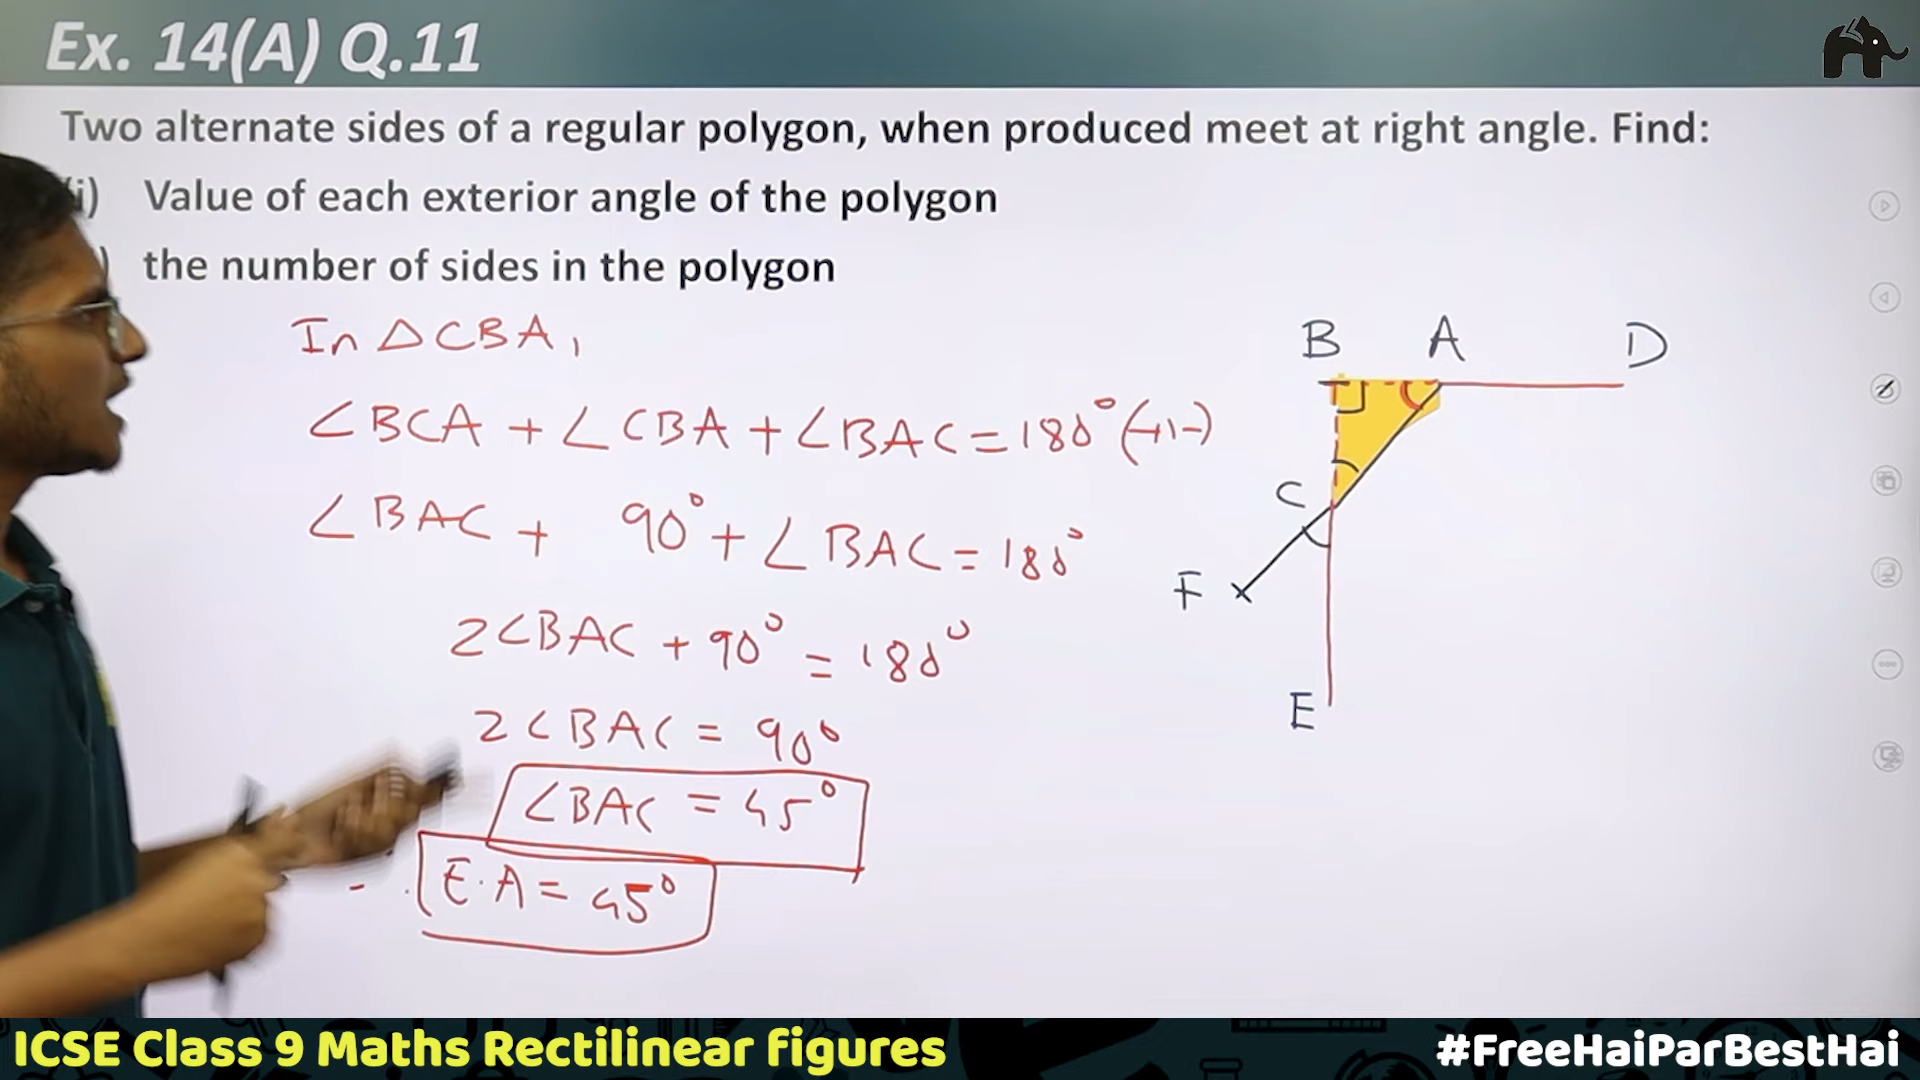 Ex. 14(A) Q.11
Two alternate sides of a regular polygon, when produced meet at right angle. Find:
i) Value of each exterior angle of the polygon
) the number of sides in the polygon
In △CBA,
∠BCA + ∠CBA + ∠BAC = 180°
∠BAC + 90° + ∠BAC = 180°
2∠BAC + 90° = 180°
2∠BAC = 90°
∠BAC = 45°
E.A = 45°
B A D
C
F
E
ICSE Class 9 Maths Rectilinear figures
#FreeHaiParBestHai